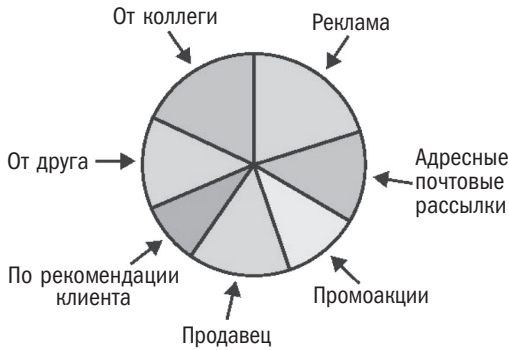 От коллеги
Реклама
От друга
Адресные
почтовые
рассылки
По рекомендации
клиента
Промоакции
Продавец